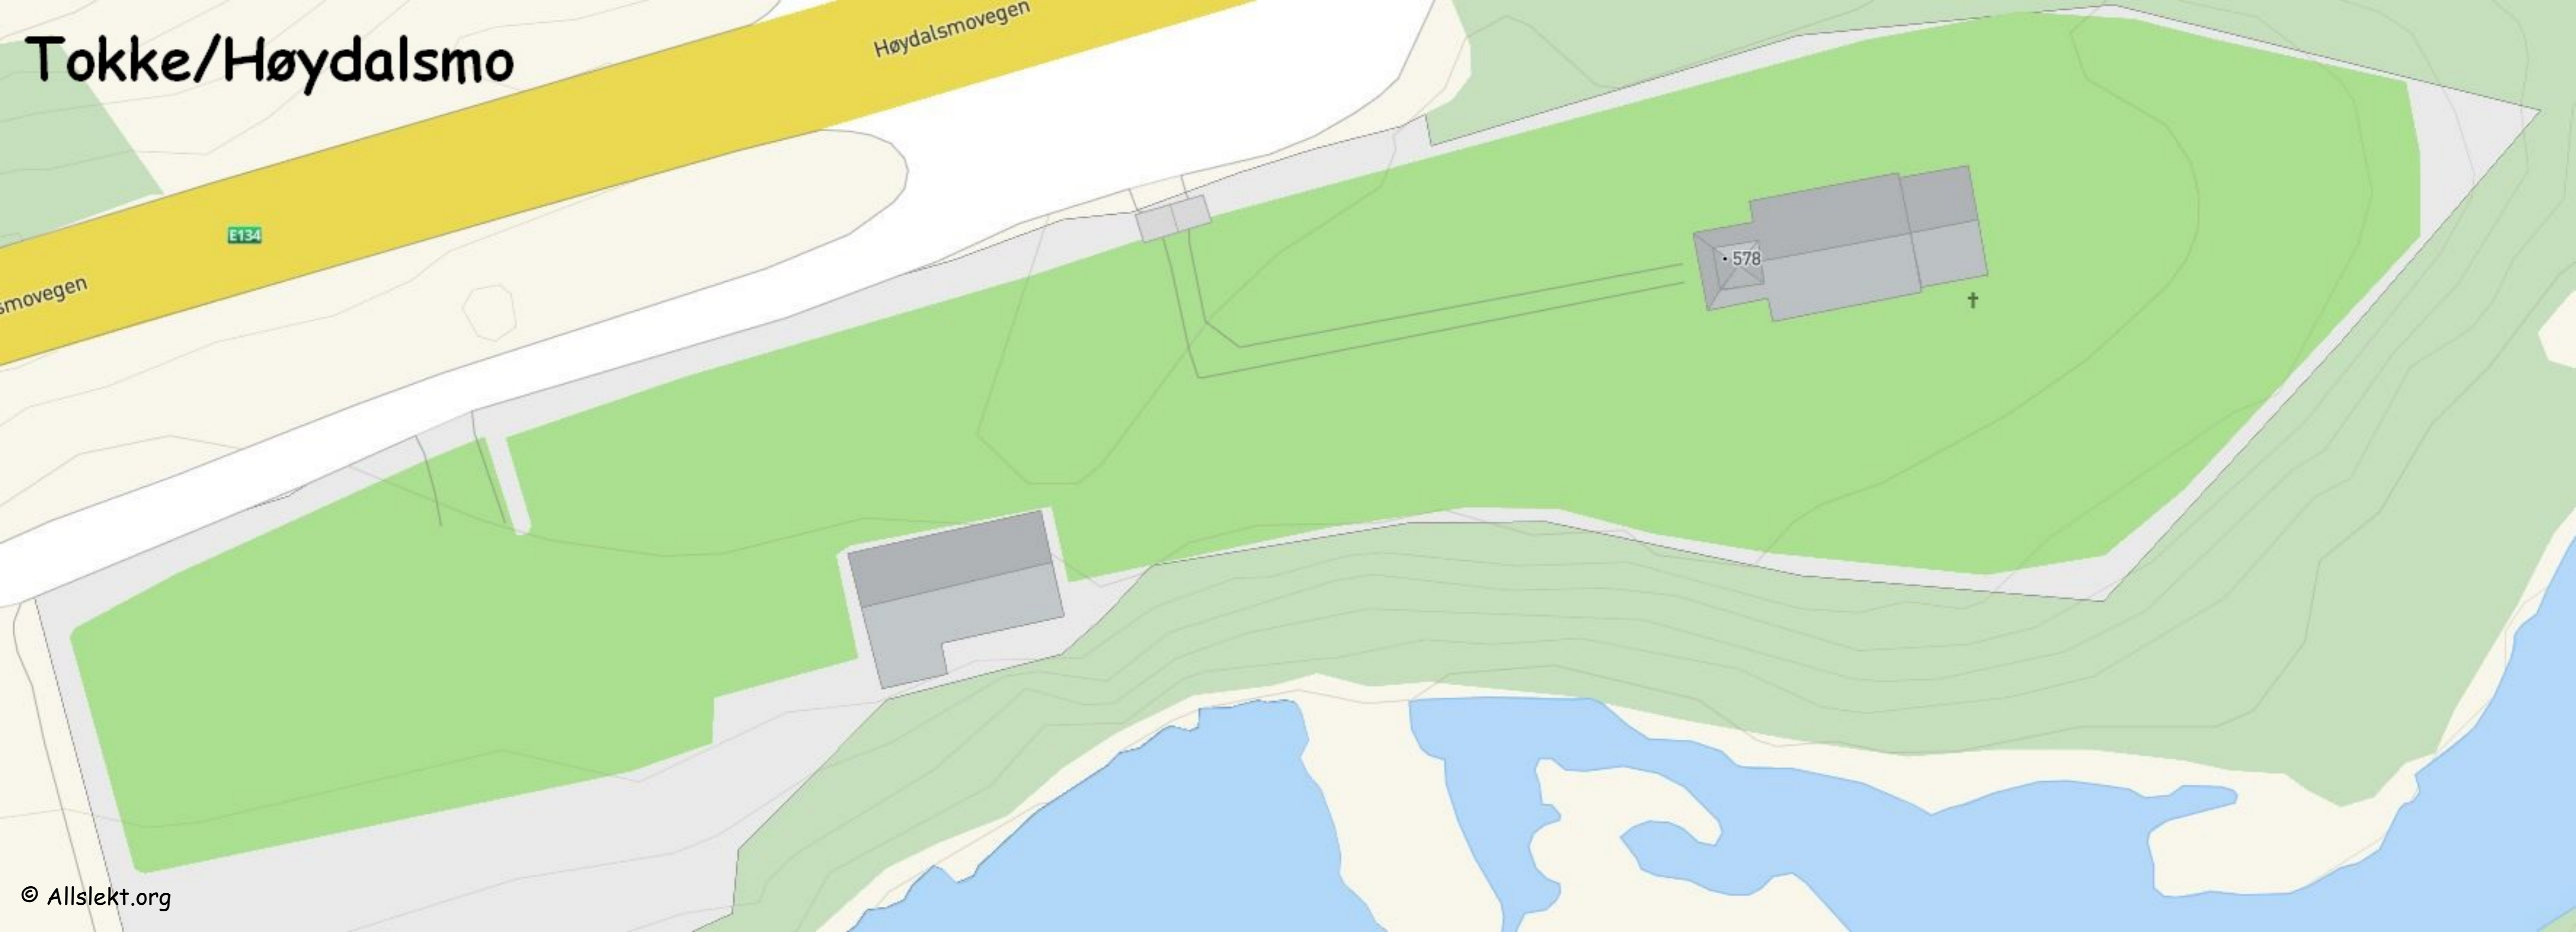 Tokke/Høydalsmo
Høydalsmovegen
E134
smovegen
578
© Allslekt.org